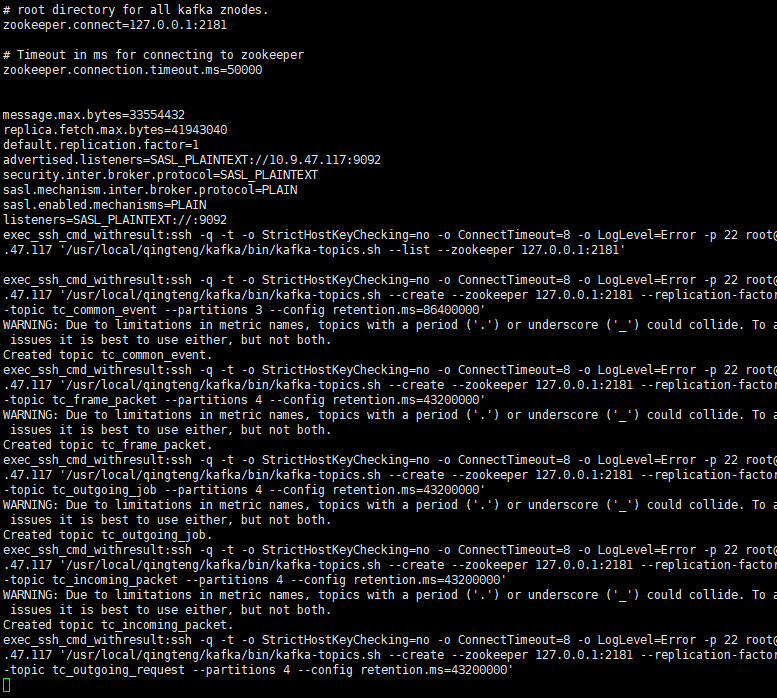 # root directory for all kafka znodes.
zookeeper.connect=127.0.0.1:2181
# Timeout in ms for connecting to zookeeper
zookeeper.connection.timeout.ms=50000
message.max.bytes=33554432
replica.fetch.max.bytes=41943040
default.replication.factor=1
advertised.listeners=SASL_PLAINTEXT://10.9.47.117:9092
security.inter.broker.protocol=SASL_PLAINTEXT
sasl.mechanism.inter.broker.protocol=PLAIN
sasl.enabled.mechanisms=PLAIN
listeners=SASL_PLAINTEXT://:9092
exec_ssh_cmd_withresult:ssh -q -t -o StrictHostKeyChecking=no -o ConnectTimeout=8 -o LogLevel=Error -p 22 root@
.47.117 '/usr/local/qingteng/kafka/bin/kafka-topics.sh --list --zookeeper 127.0.0.1:2181'
exec_ssh_cmd_withresult:ssh -q -t -o StrictHostKeyChecking=no -o ConnectTimeout=8 -o LogLevel=Error -p 22 root@
.47.117 '/usr/local/qingteng/kafka/bin/kafka-topics.sh --create --zookeeper 127.0.0.1:2181 --replication-factor
-topic tc_common_event --partitions 3 --config retention.ms=86400000'
WARNING: Due to limitations in metric names, topics with a period ('.') or underscore ('_') could collide. To a
issues it is best to use either, but not both.
Created topic tc_common_event.
exec_ssh_cmd_withresult:ssh -q -t -o StrictHostKeyChecking=no -o ConnectTimeout=8 -o LogLevel=Error -p 22 root@
.47.117 '/usr/local/qingteng/kafka/bin/kafka-topics.sh --create --zookeeper 127.0.0.1:2181 --replication-factor
-topic tc_frame_packet --partitions 4 --config retention.ms=43200000'
WARNING: Due to limitations in metric names, topics with a period ('.') or underscore ('_') could collide. To a
issues it is best to use either, but not both.
Created topic tc_frame_packet.
exec_ssh_cmd_withresult:ssh -q -t -o StrictHostKeyChecking=no -o ConnectTimeout=8 -o LogLevel=Error -p 22 root@
.47.117 '/usr/local/qingteng/kafka/bin/kafka-topics.sh --create --zookeeper 127.0.0.1:2181 --replication-factor
-topic tc_outgoing_job --partitions 4 --config retention.ms=43200000'
WARNING: Due to limitations in metric names, topics with a period ('.') or underscore ('_') could collide. To a
issues it is best to use either, but not both.
Created topic tc_outgoing_job.
exec_ssh_cmd_withresult:ssh -q -t -o StrictHostKeyChecking=no -o ConnectTimeout=8 -o LogLevel=Error -p 22 root@
.47.117 '/usr/local/qingteng/kafka/bin/kafka-topics.sh --create --zookeeper 127.0.0.1:2181 --replication-factor
-topic tc_incoming_packet --partitions 4 --config retention.ms=43200000'
WARNING: Due to limitations in metric names, topics with a period ('.') or underscore ('_') could collide. To a
issues it is best to use either, but not both.
Created topic tc_incoming_packet.
exec_ssh_cmd_withresult:ssh -q -t -o StrictHostKeyChecking=no -o ConnectTimeout=8 -o LogLevel=Error -p 22 root@
.47.117 '/usr/local/qingteng/kafka/bin/kafka-topics.sh --create --zookeeper 127.0.0.1:2181 --replication-factor
-topic tc_outgoing_request --partitions 4 --config retention.ms=43200000'